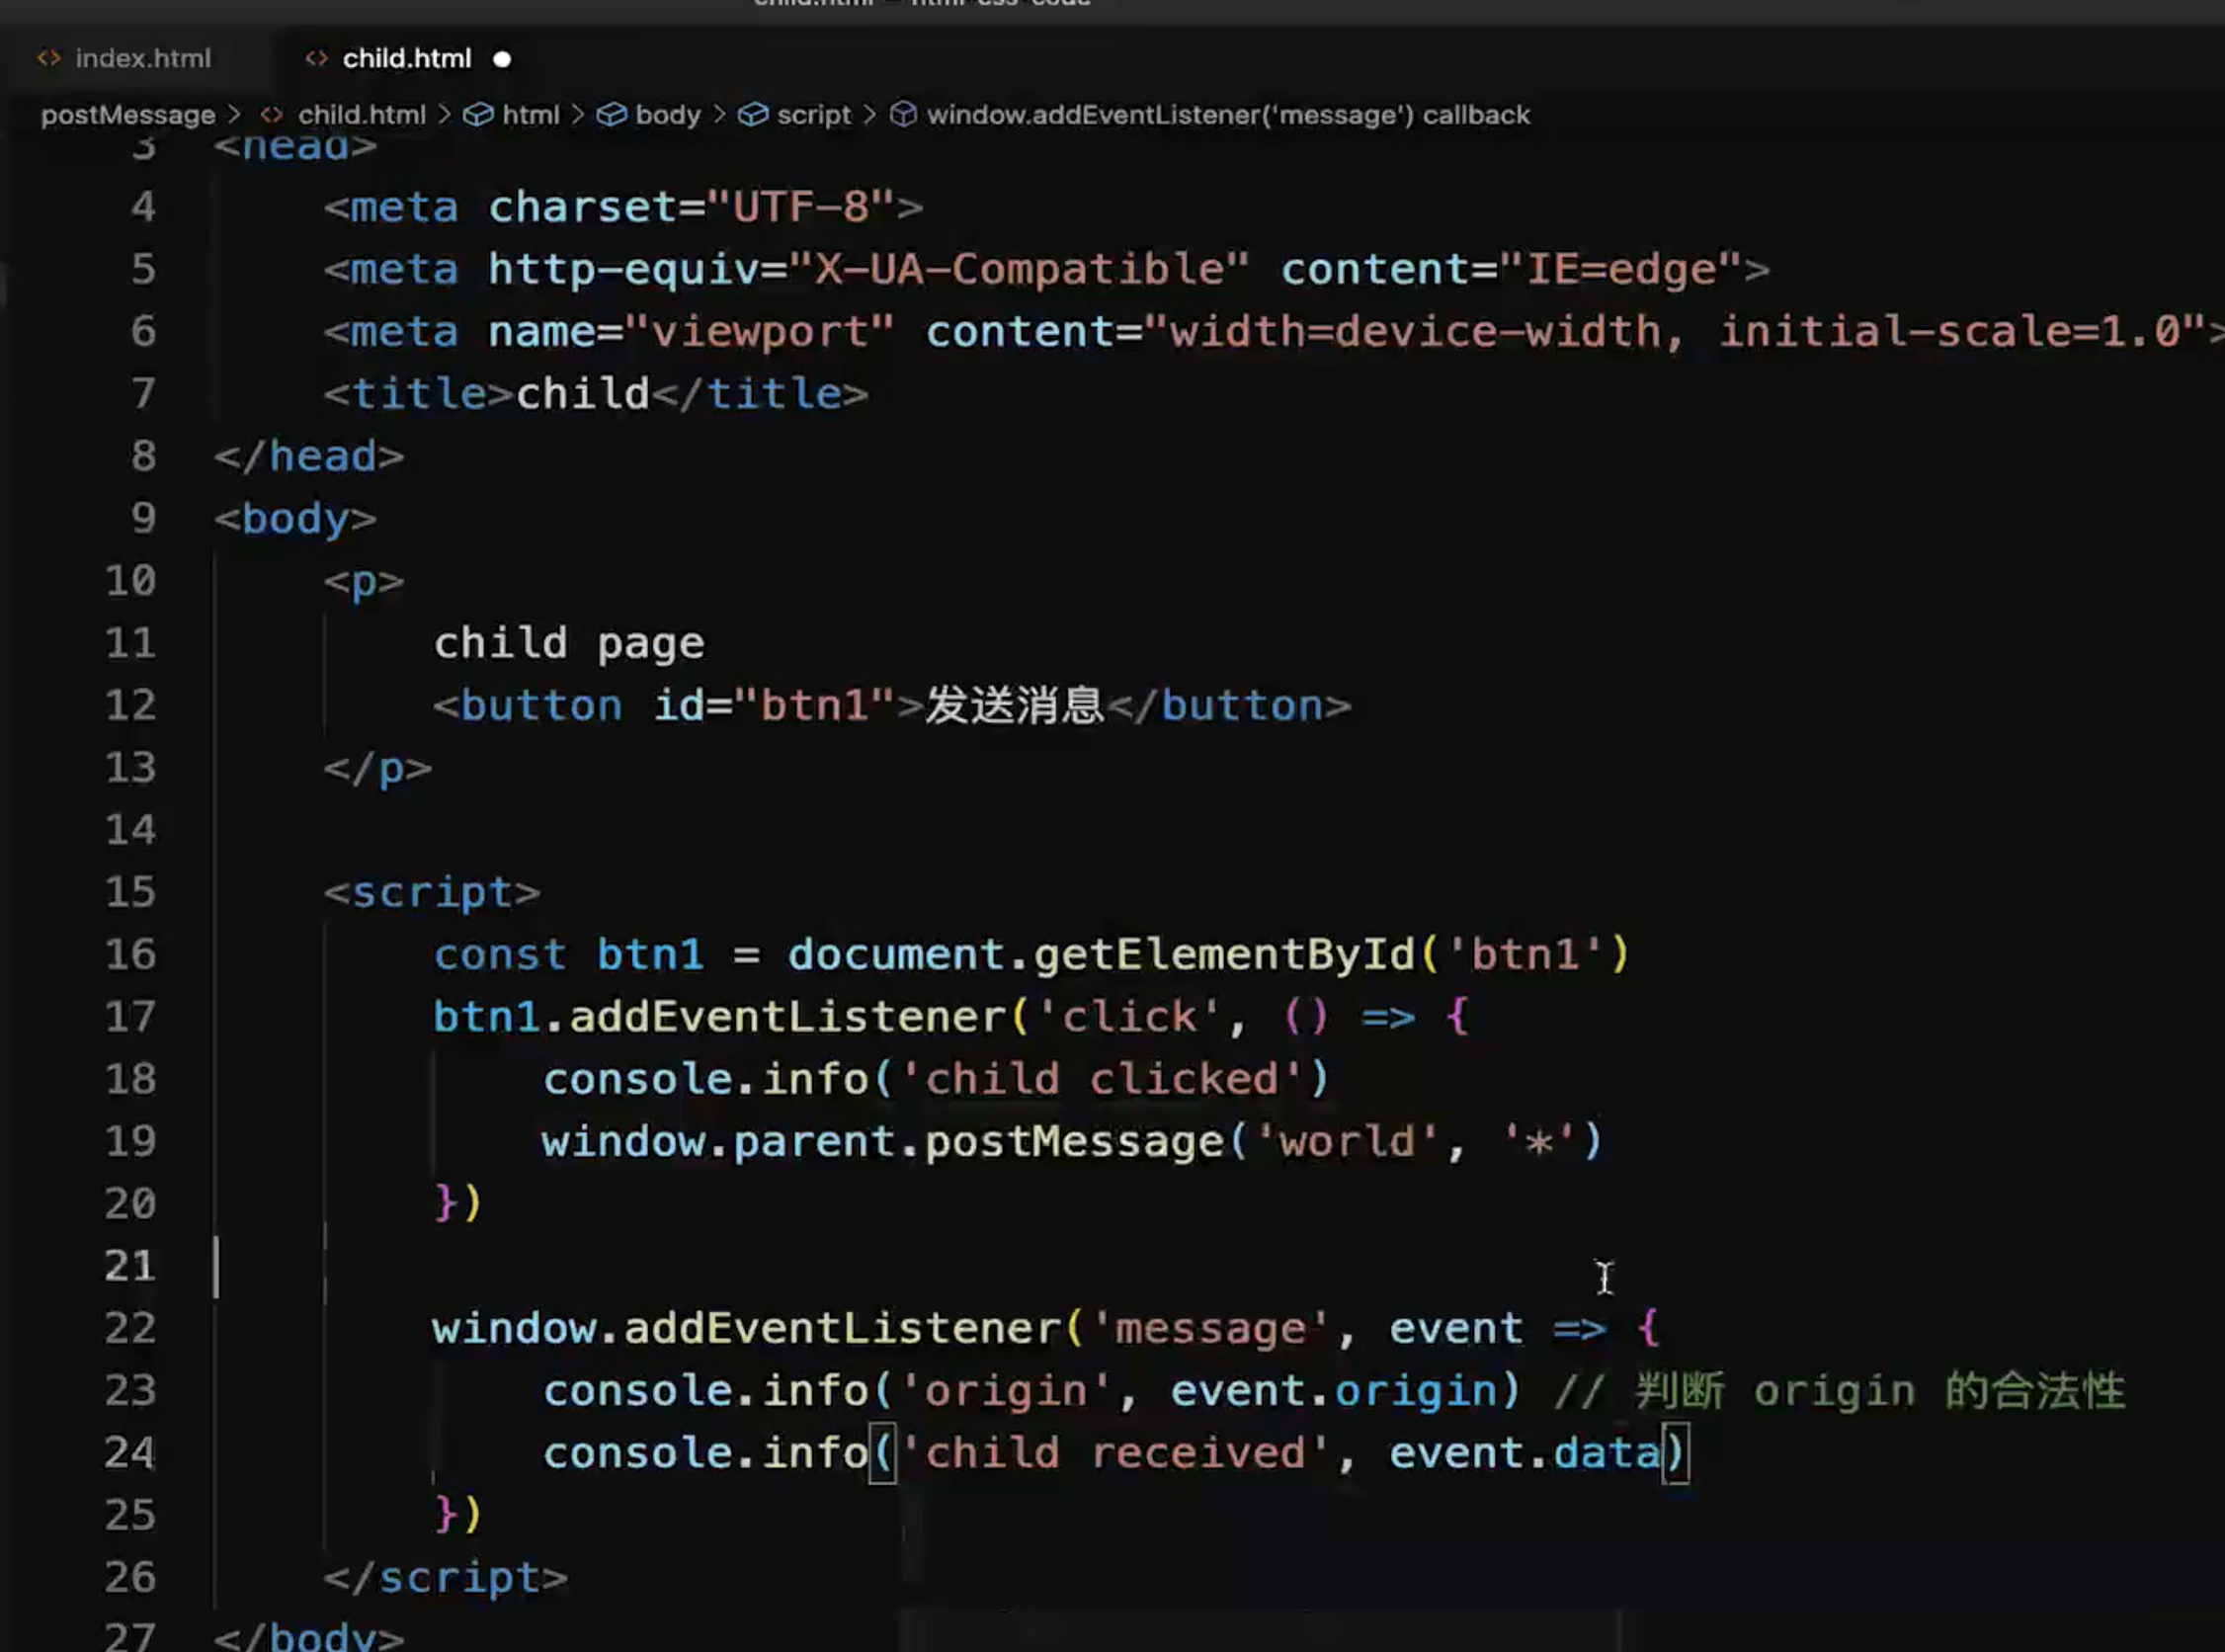 child.html — html-css-code
index.html
child.html
postMessage > child.html > html > body > script > window.addEventListener('message') callback
3 <head>
4 <meta charset="UTF-8">
5 <meta http-equiv="X-UA-Compatible" content="IE=edge">
6 <meta name="viewport" content="width=device-width, initial-scale=1.0">
7 <title>child</title>
8 </head>
9 <body>
10 <p>
11 child page
12 <button id="btn1">发送消息</button>
13 </p>
14
15 <script>
16 const btn1 = document.getElementById('btn1')
17 btn1.addEventListener('click', () => {
18 console.info('child clicked')
19 window.parent.postMessage('world', '*')
20 })
21
22 window.addEventListener('message', event => {
23 console.info('origin', event.origin) // 判断 origin 的合法性
24 console.info('child received', event.data)
25 })
26 </script>
27 </body>